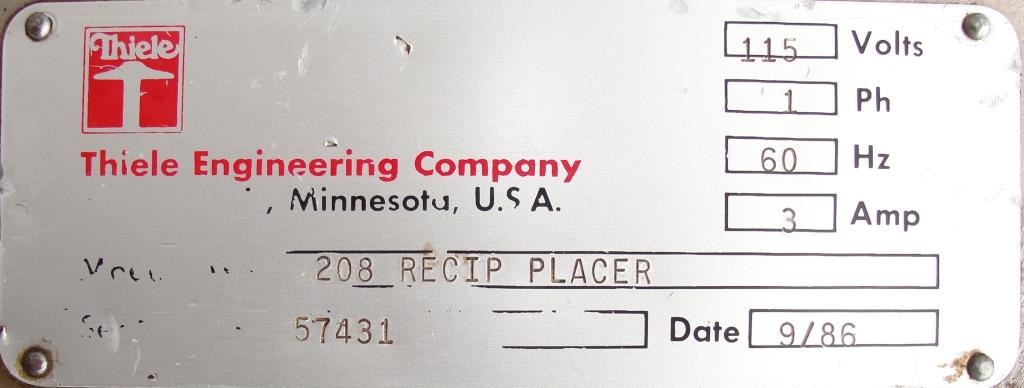 Thiele
115 Volts
1 Ph
Thiele Engineering Company
60 Hz
, Minnesota, U.S.A.
3 Amp
208 RECIP PLACER
57431 Date 9/86